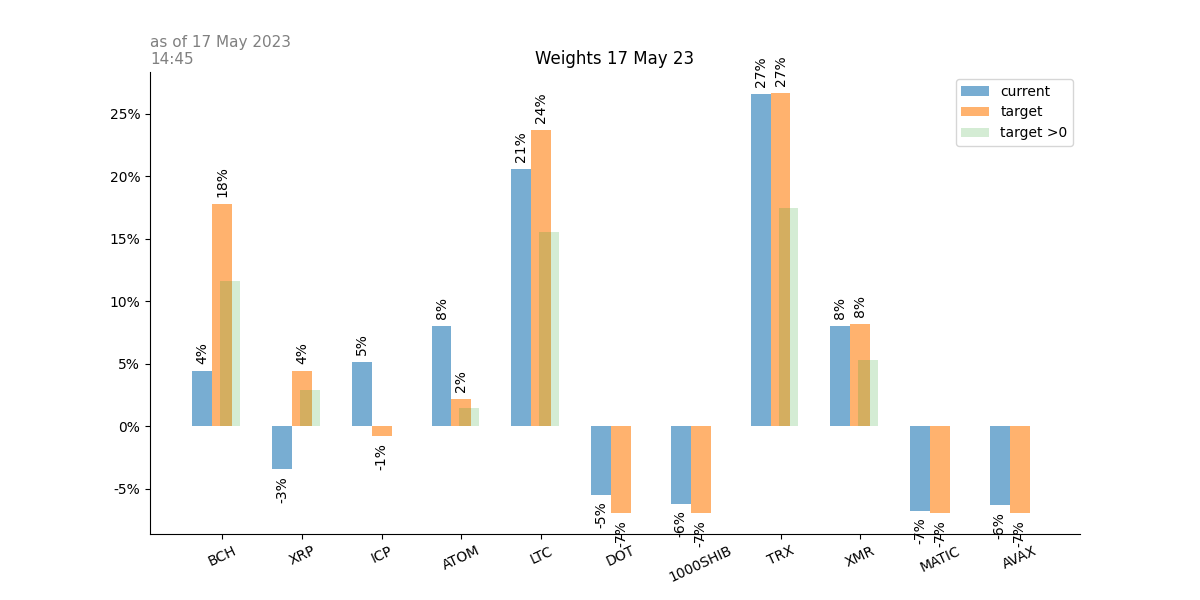 as of 17 May 2023
14:45
Weights 17 May 23
current
target
target >0
25%
20%
15%
10%
5%
0%
-5%
4%
18%
-3%
4%
5%
-1%
8%
2%
21%
24%
-5%
-7%
-6%
-7%
27%
27%
8%
8%
-7%
-7%
-6%
-7%
BCH
XRP
ICP
ATOM
LTC
DOT
1000SHIB
TRX
XMR
MATIC
AVAX